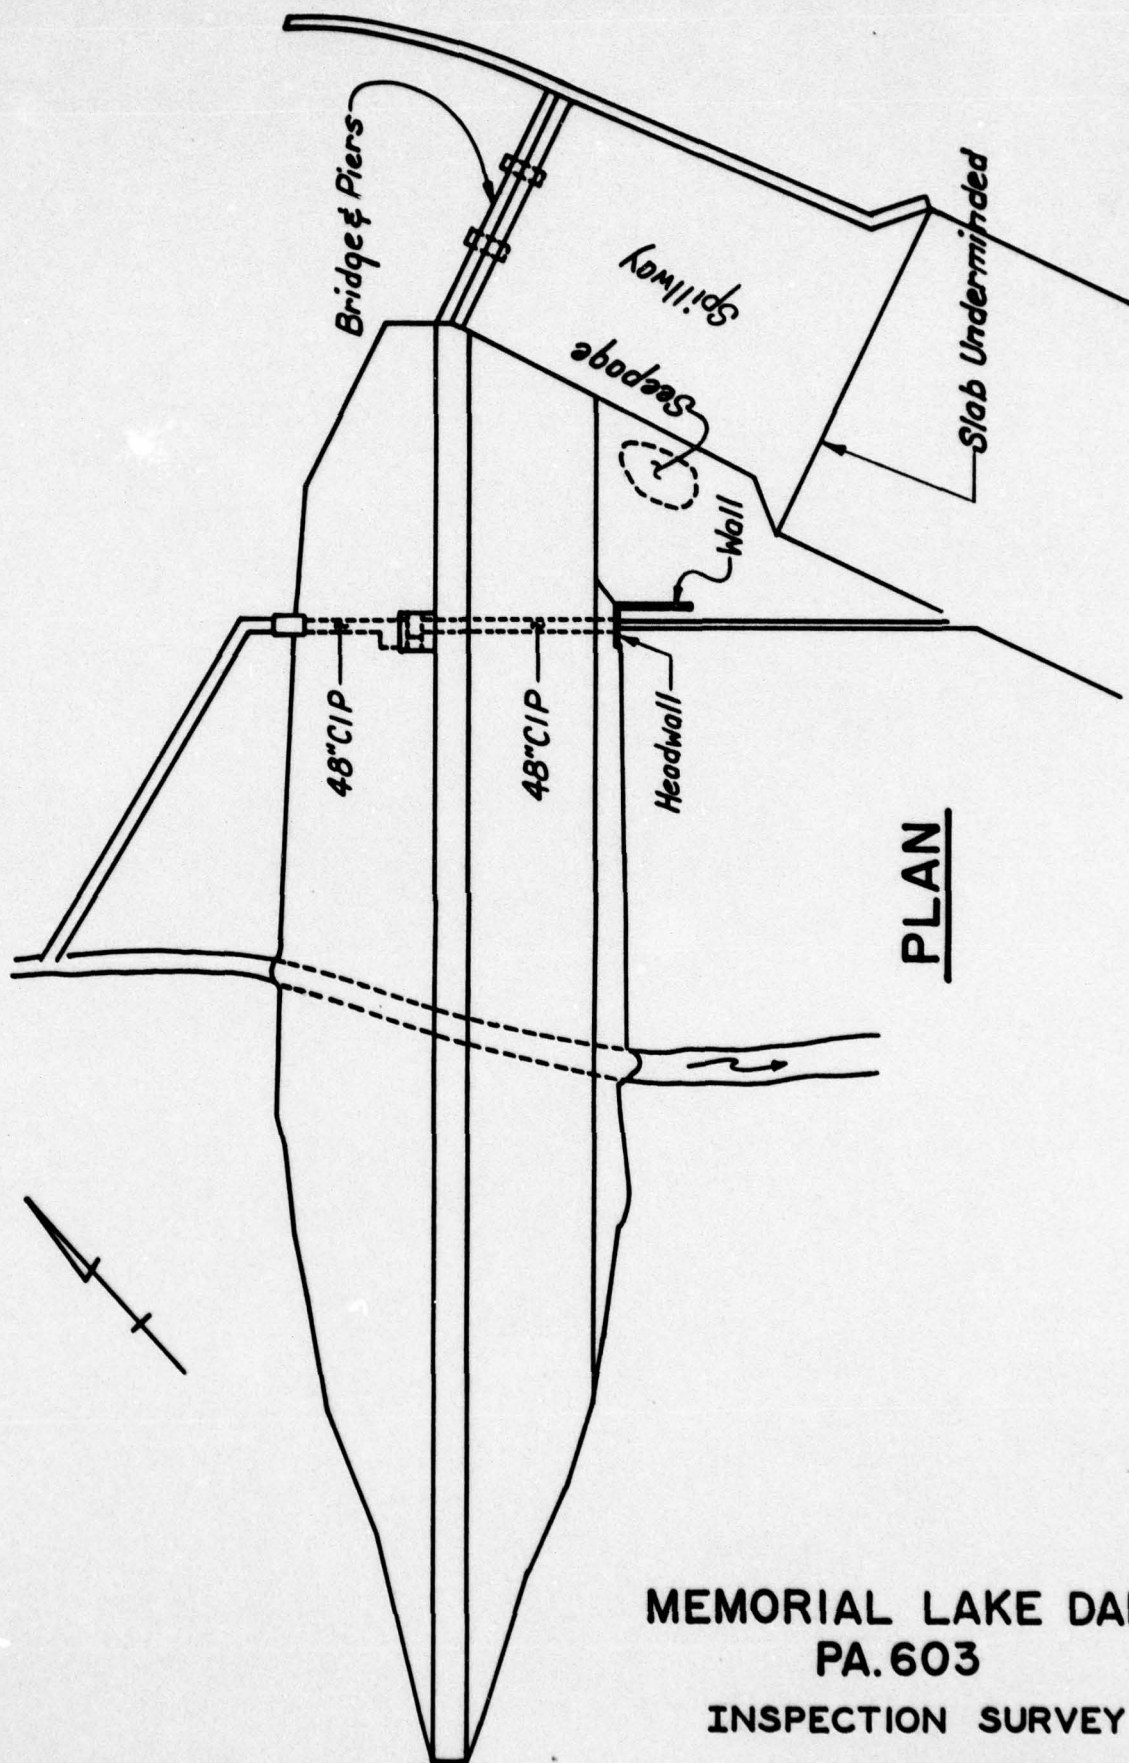 Bridge & Piers
Spillway
Seepage
Slab Underminded
Wall
48"CIP
48"CIP
Headwall
PLAN
MEMORIAL LAKE DA
PA. 603
INSPECTION SURVEY